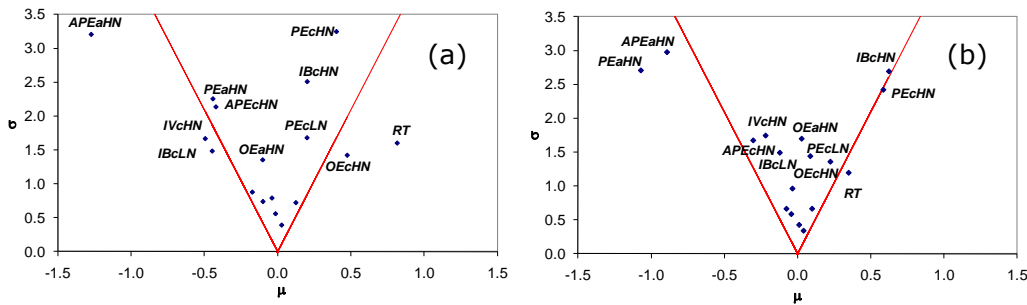 (a)
3.5
3.0
2.5
2.0
1.5
1.0
0.5
0.0
σ
APEaHN
PEcHN
IBcHN
PEaHN
APEcHN
IVcHN
PEcLN
RT
IBcLN
OEaHN
OEcHN
-1.5
-1.0
-0.5
0.0
0.5
1.0
1.5
μ
(b)
3.5
3.0
2.5
2.0
1.5
1.0
0.5
0.0
σ
APEaHN
PEaHN
IBcHN
PEcHN
IVcHN
OEaHN
APEcHN
PEcLN
IBcLN
OEcHN
RT
-1.5
-1.0
-0.5
0.0
0.5
1.0
1.5
μ